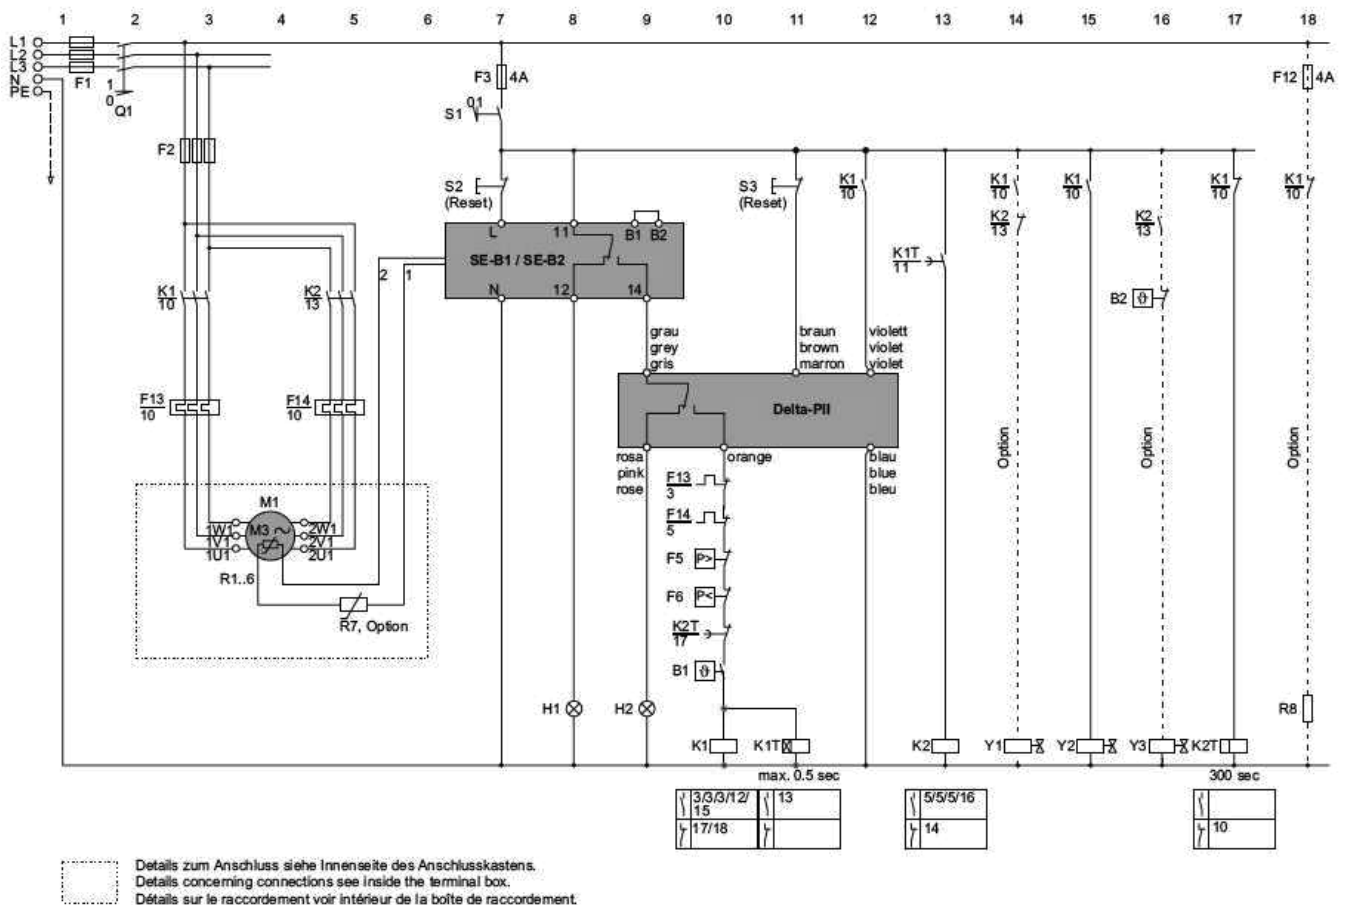 1 2 3 4 5 6 7 8 9 10 11 12 13 14 15 16 17 18
L1
L2
L3
N
PE
F1
1
0
Q1
F3 4A
F12 4A
01
S1
F2
S2
(Reset)
S3
(Reset)
K1
10
K1
10
K1
10
K1
10
K1
10
L 11 B1 B2
SE-B1 / SE-B2
N 12 14
K2
13
K2
13
K1T
11
2 1
K1
10
K2
13
B2 ϑ
grau
grey
gris
braun
brown
marron
violett
violet
violet
Delta-PII
F13
10
F14
10
rosa
pink
rose
orange
blau
blue
bleu
Option
Option
Option
F13
3
F14
5
M1
M3 ~
1W1
1V1
1U1
2W1
2V1
2U1
R1..6
R7, Option
F5 P>
F6 P<
K2T
17
B1 ϑ
H1
H2
R8
K1
K1T
K2
Y1
Y2
Y3
K2T
max. 0.5 sec
300 sec
3/3/3/12/
15
13
17/18
5/5/5/16
14
10
Details zum Anschluss siehe Innenseite des Anschlusskastens.
Details concerning connections see inside the terminal box.
Détails sur le raccordement voir intérieur de la boîte de raccordement.